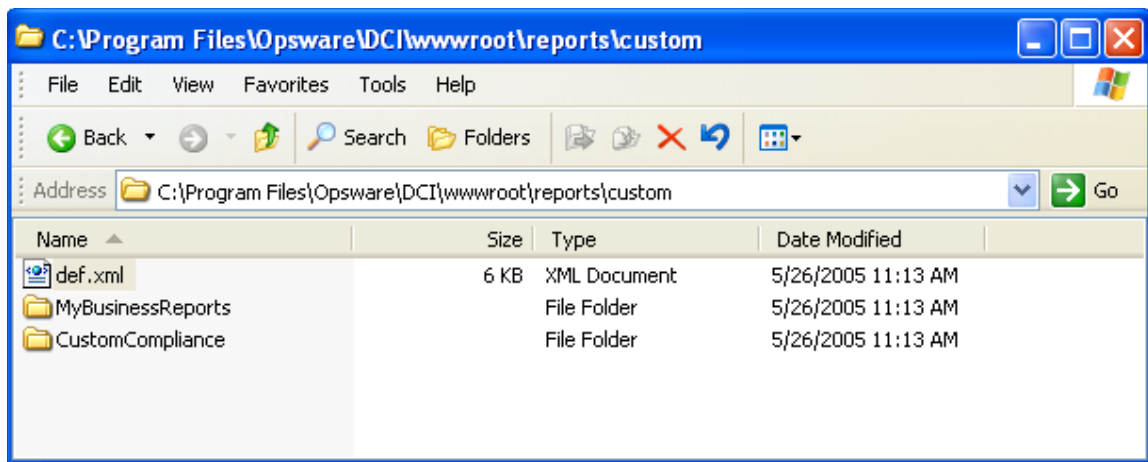 C:\Program Files\Opsware\DCI\wwwroot\reports\custom
File Edit View Favorites Tools Help
Back Search Folders
Address C:\Program Files\Opsware\DCI\wwwroot\reports\custom Go
Name Size Type Date Modified
def.xml 6 KB XML Document 5/26/2005 11:13 AM
MyBusinessReports File Folder 5/26/2005 11:13 AM
CustomCompliance File Folder 5/26/2005 11:13 AM